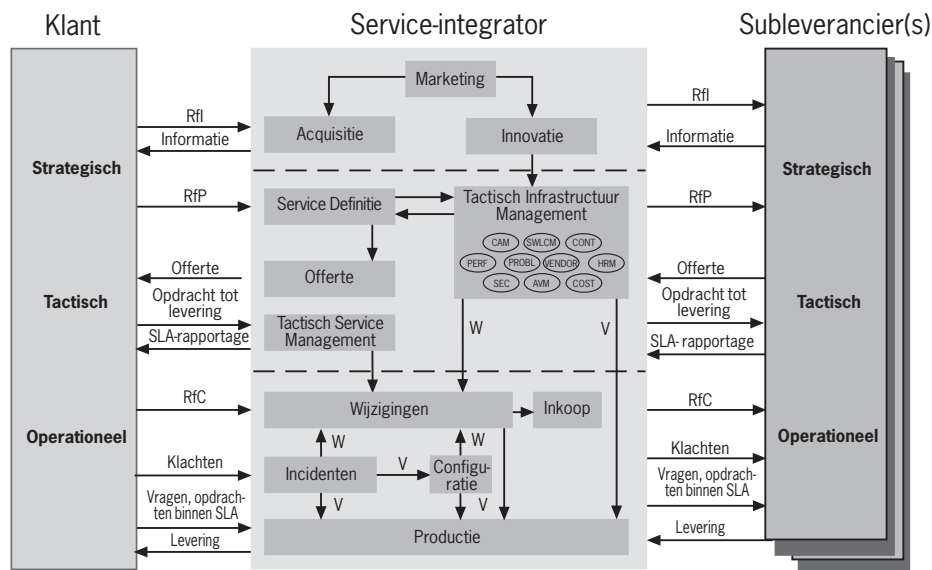 Klant
Service-integrator
Subleverancier(s)
Strategisch
Tactisch
Operationeel
RfI
Informatie
RfP
Offerte
Opdracht tot
levering
SLA-rapportage
RfC
Klachten
Vragen, opdrach-
ten binnen SLA
Levering
Marketing
Acquisitie
Innovatie
Service Definitie
Tactisch Infrastructuur
Management
CAM
SWLCM
CONT
PERF
PROBL
VENDOR
HRM
SEC
AVM
COST
Offerte
Tactisch Service
Management
W
V
Wijzigingen
Inkoop
W
W
Incidenten
V
Configu-
ratie
V
V
Productie
RfI
Informatie
RfP
Offerte
Opdracht tot
levering
SLA- rapportage
RfC
Klachten
Vragen, opdrach-
ten binnen SLA
Levering
Strategisch
Tactisch
Operationeel